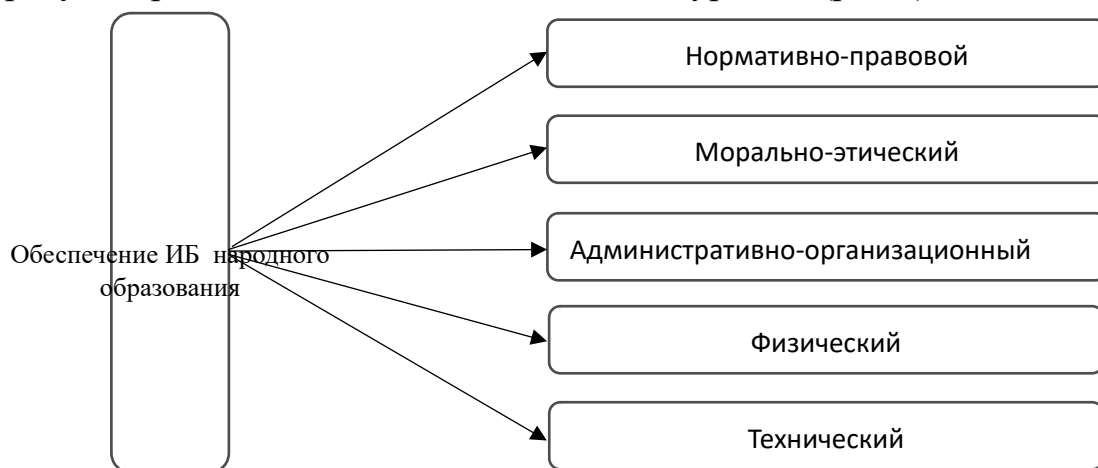 Нормативно-правовой
Морально-этический
Обеспечение ИБ народного
образования
Административно-организационный
Физический
Технический